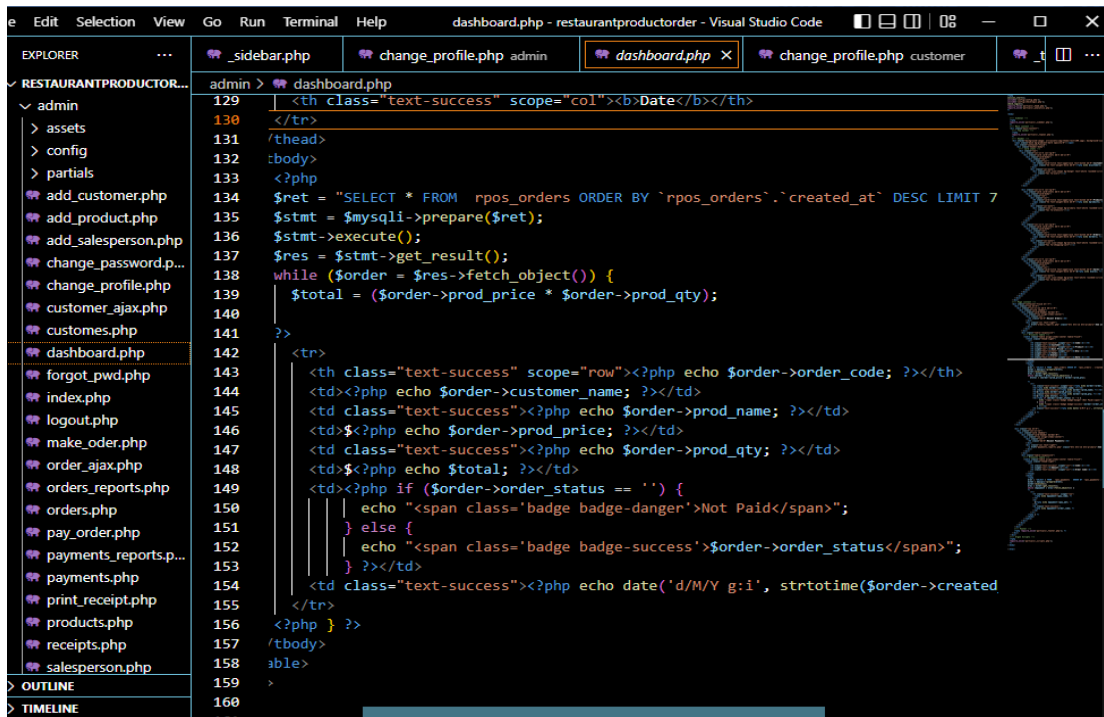 e Edit Selection View Go Run Terminal Help dashboard.php - restaurantproductorder - Visual Studio Code
EXPLORER ···
_sidebar.php change_profile.php admin dashboard.php × change_profile.php customer _t ···
RESTAURANTPRODUCTOR...
admin > dashboard.php
admin
assets
config
partials
add_customer.php
add_product.php
add_salesperson.php
change_password.p...
change_profile.php
customer_ajax.php
customes.php
dashboard.php
forgot_pwd.php
index.php
logout.php
make_oder.php
order_ajax.php
orders_reports.php
orders.php
pay_order.php
payments_reports.p...
payments.php
print_receipt.php
products.php
receipts.php
salesperson.php
OUTLINE
TIMELINE
129 <th class="text-success" scope="col"><b>Date</b></th>
130 </tr>
131 /thead>
132 tbody>
133 <?php
134 $ret = "SELECT * FROM  rpos_orders ORDER BY `rpos_orders`.`created_at` DESC LIMIT 7
135 $stmt = $mysqli->prepare($ret);
136 $stmt->execute();
137 $res = $stmt->get_result();
138 while ($order = $res->fetch_object()) {
139 $total = ($order->prod_price * $order->prod_qty);
140
141 ?>
142 <tr>
143 <th class="text-success" scope="row"><?php echo $order->order_code; ?></th>
144 <td><?php echo $order->customer_name; ?></td>
145 <td class="text-success"><?php echo $order->prod_name; ?></td>
146 <td>$<?php echo $order->prod_price; ?></td>
147 <td class="text-success"><?php echo $order->prod_qty; ?></td>
148 <td>$<?php echo $total; ?></td>
149 <td><?php if ($order->order_status == '') {
150 echo "<span class='badge badge-danger'>Not Paid</span>";
151 } else {
152 echo "<span class='badge badge-success'>$order->order_status</span>";
153 } ?></td>
154 <td class="text-success"><?php echo date('d/M/Y g:i', strtotime($order->created_
155 </tr>
156 <?php } ?>
157 /tbody>
158 able>
159 >
160